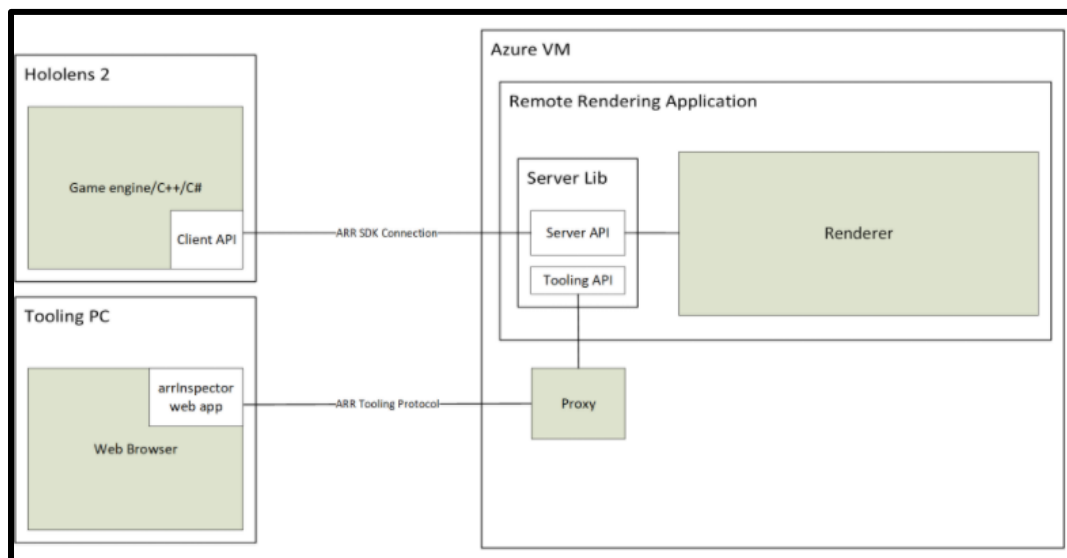 Hololens 2
Game engine/C++/C#
Client API
Tooling PC
arrInspector
web app
Web Browser
ARR SDK Connection
ARR Tooling Protocol
Azure VM
Remote Rendering Application
Server Lib
Server API
Tooling API
Renderer
Proxy